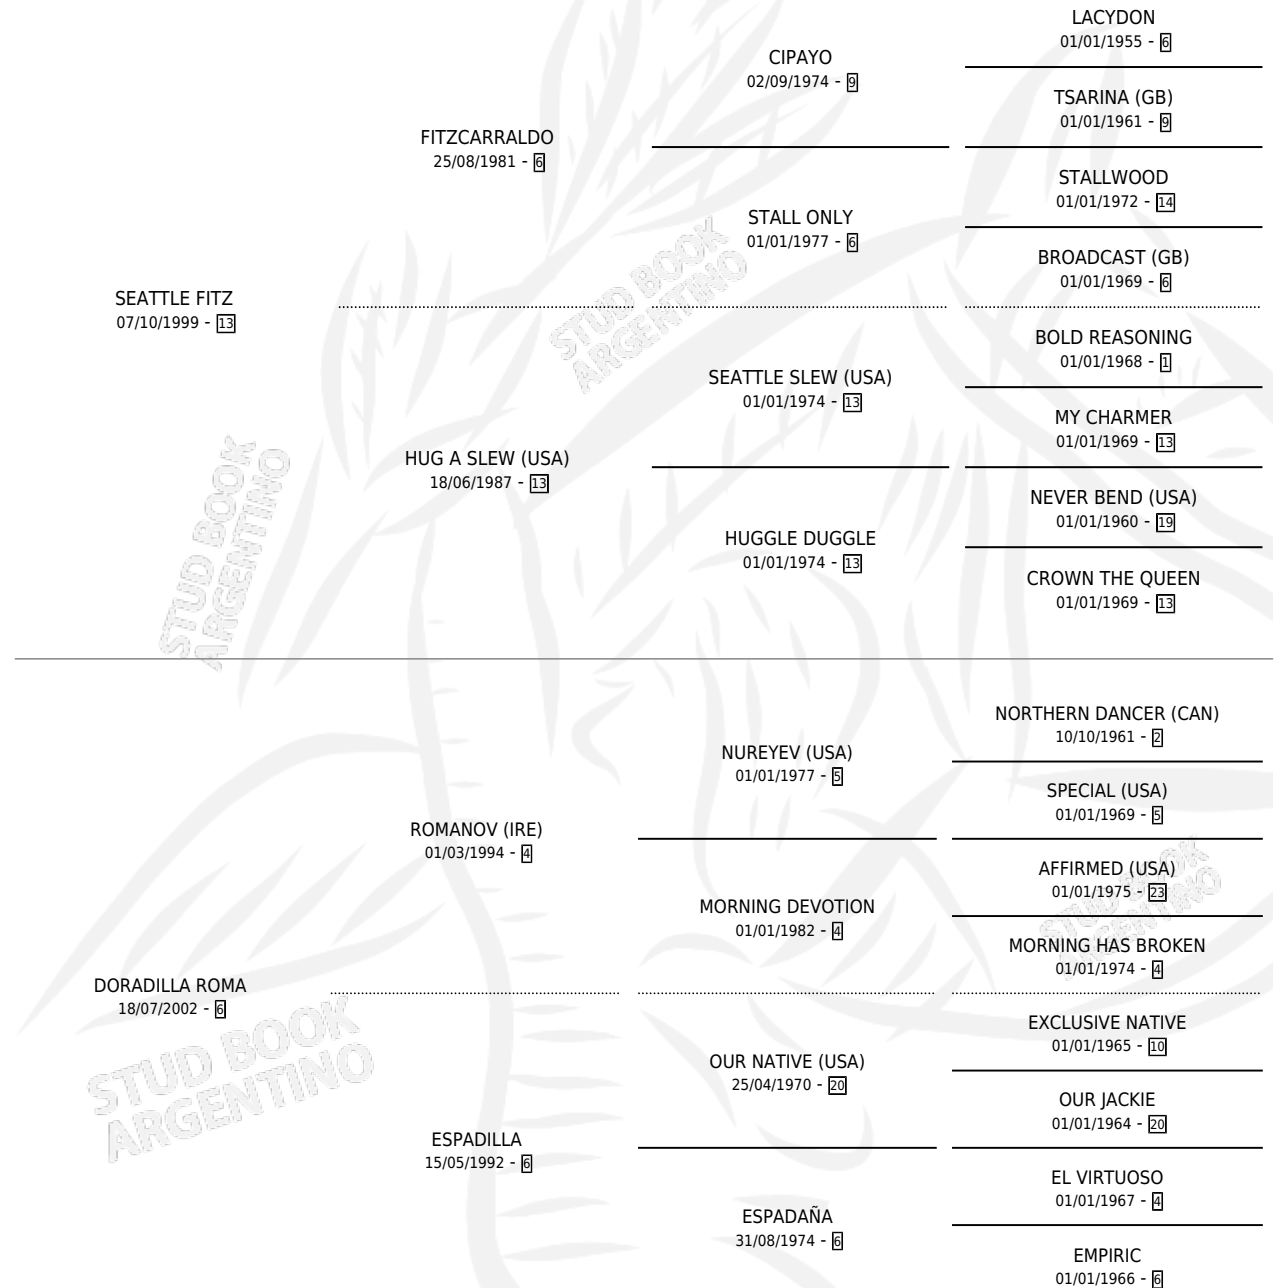 LACYDON
01/01/1955 - 6
CIPAYO
02/09/1974 - 9
TSARINA (GB)
01/01/1961 - 9
FITZCARRALDO
25/08/1981 - 6
STALLWOOD
01/01/1972 - 14
STALL ONLY
01/01/1977 - 6
BROADCAST (GB)
01/01/1969 - 6
SEATTLE FITZ
07/10/1999 - 13
BOLD REASONING
01/01/1968 - 1
SEATTLE SLEW (USA)
01/01/1974 - 13
MY CHARMER
01/01/1969 - 13
HUG A SLEW (USA)
18/06/1987 - 13
NEVER BEND (USA)
01/01/1960 - 19
HUGGLE DUGGLE
01/01/1974 - 13
CROWN THE QUEEN
01/01/1969 - 13
NORTHERN DANCER (CAN)
10/10/1961 - 2
NUREYEV (USA)
01/01/1977 - 5
SPECIAL (USA)
01/01/1969 - 5
ROMANOV (IRE)
01/03/1994 - 4
AFFIRMED (USA)
01/01/1975 - 23
MORNING DEVOTION
01/01/1982 - 4
MORNING HAS BROKEN
01/01/1974 - 4
DORADILLA ROMA
18/07/2002 - 6
EXCLUSIVE NATIVE
01/01/1965 - 10
OUR NATIVE (USA)
25/04/1970 - 20
OUR JACKIE
01/01/1964 - 20
ESPADILLA
15/05/1992 - 6
EL VIRTUOSO
01/01/1967 - 4
ESPADAÑA
31/08/1974 - 6
EMPIRIC
01/01/1966 - 6
STUD BOOK
ARGENTINO
STUD BOOK
ARGENTINO
STUD BOOK
ARGENTINO
STUD BOOK
ARGENTINO